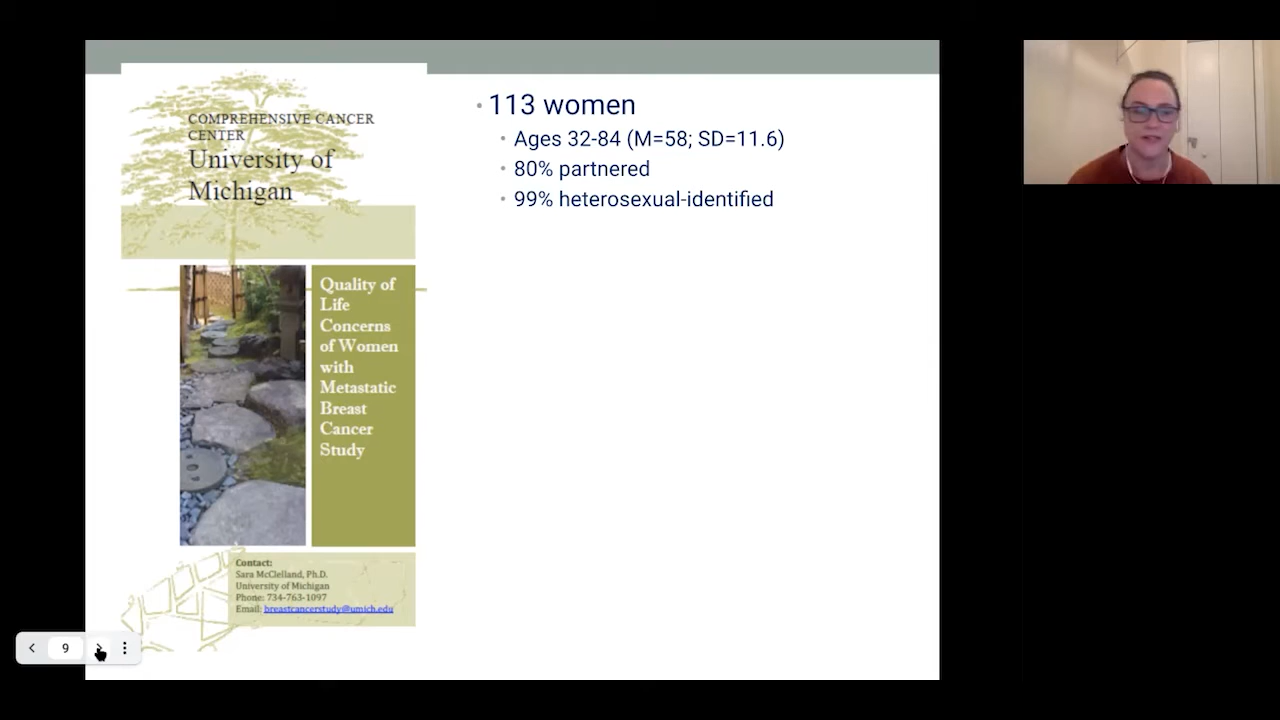 COMPREHENSIVE CANCER
CENTER
University of
Michigan
Quality of
Life
Concerns
of Women
with
Metastatic
Breast
Cancer
Study
Contact:
Sara McClelland, Ph.D.
University of Michigan
Phone: 734-763-1097
Email: breastcancerstudy@umich.edu
• 113 women
• Ages 32-84 (M=58; SD=11.6)
• 80% partnered
• 99% heterosexual-identified
9